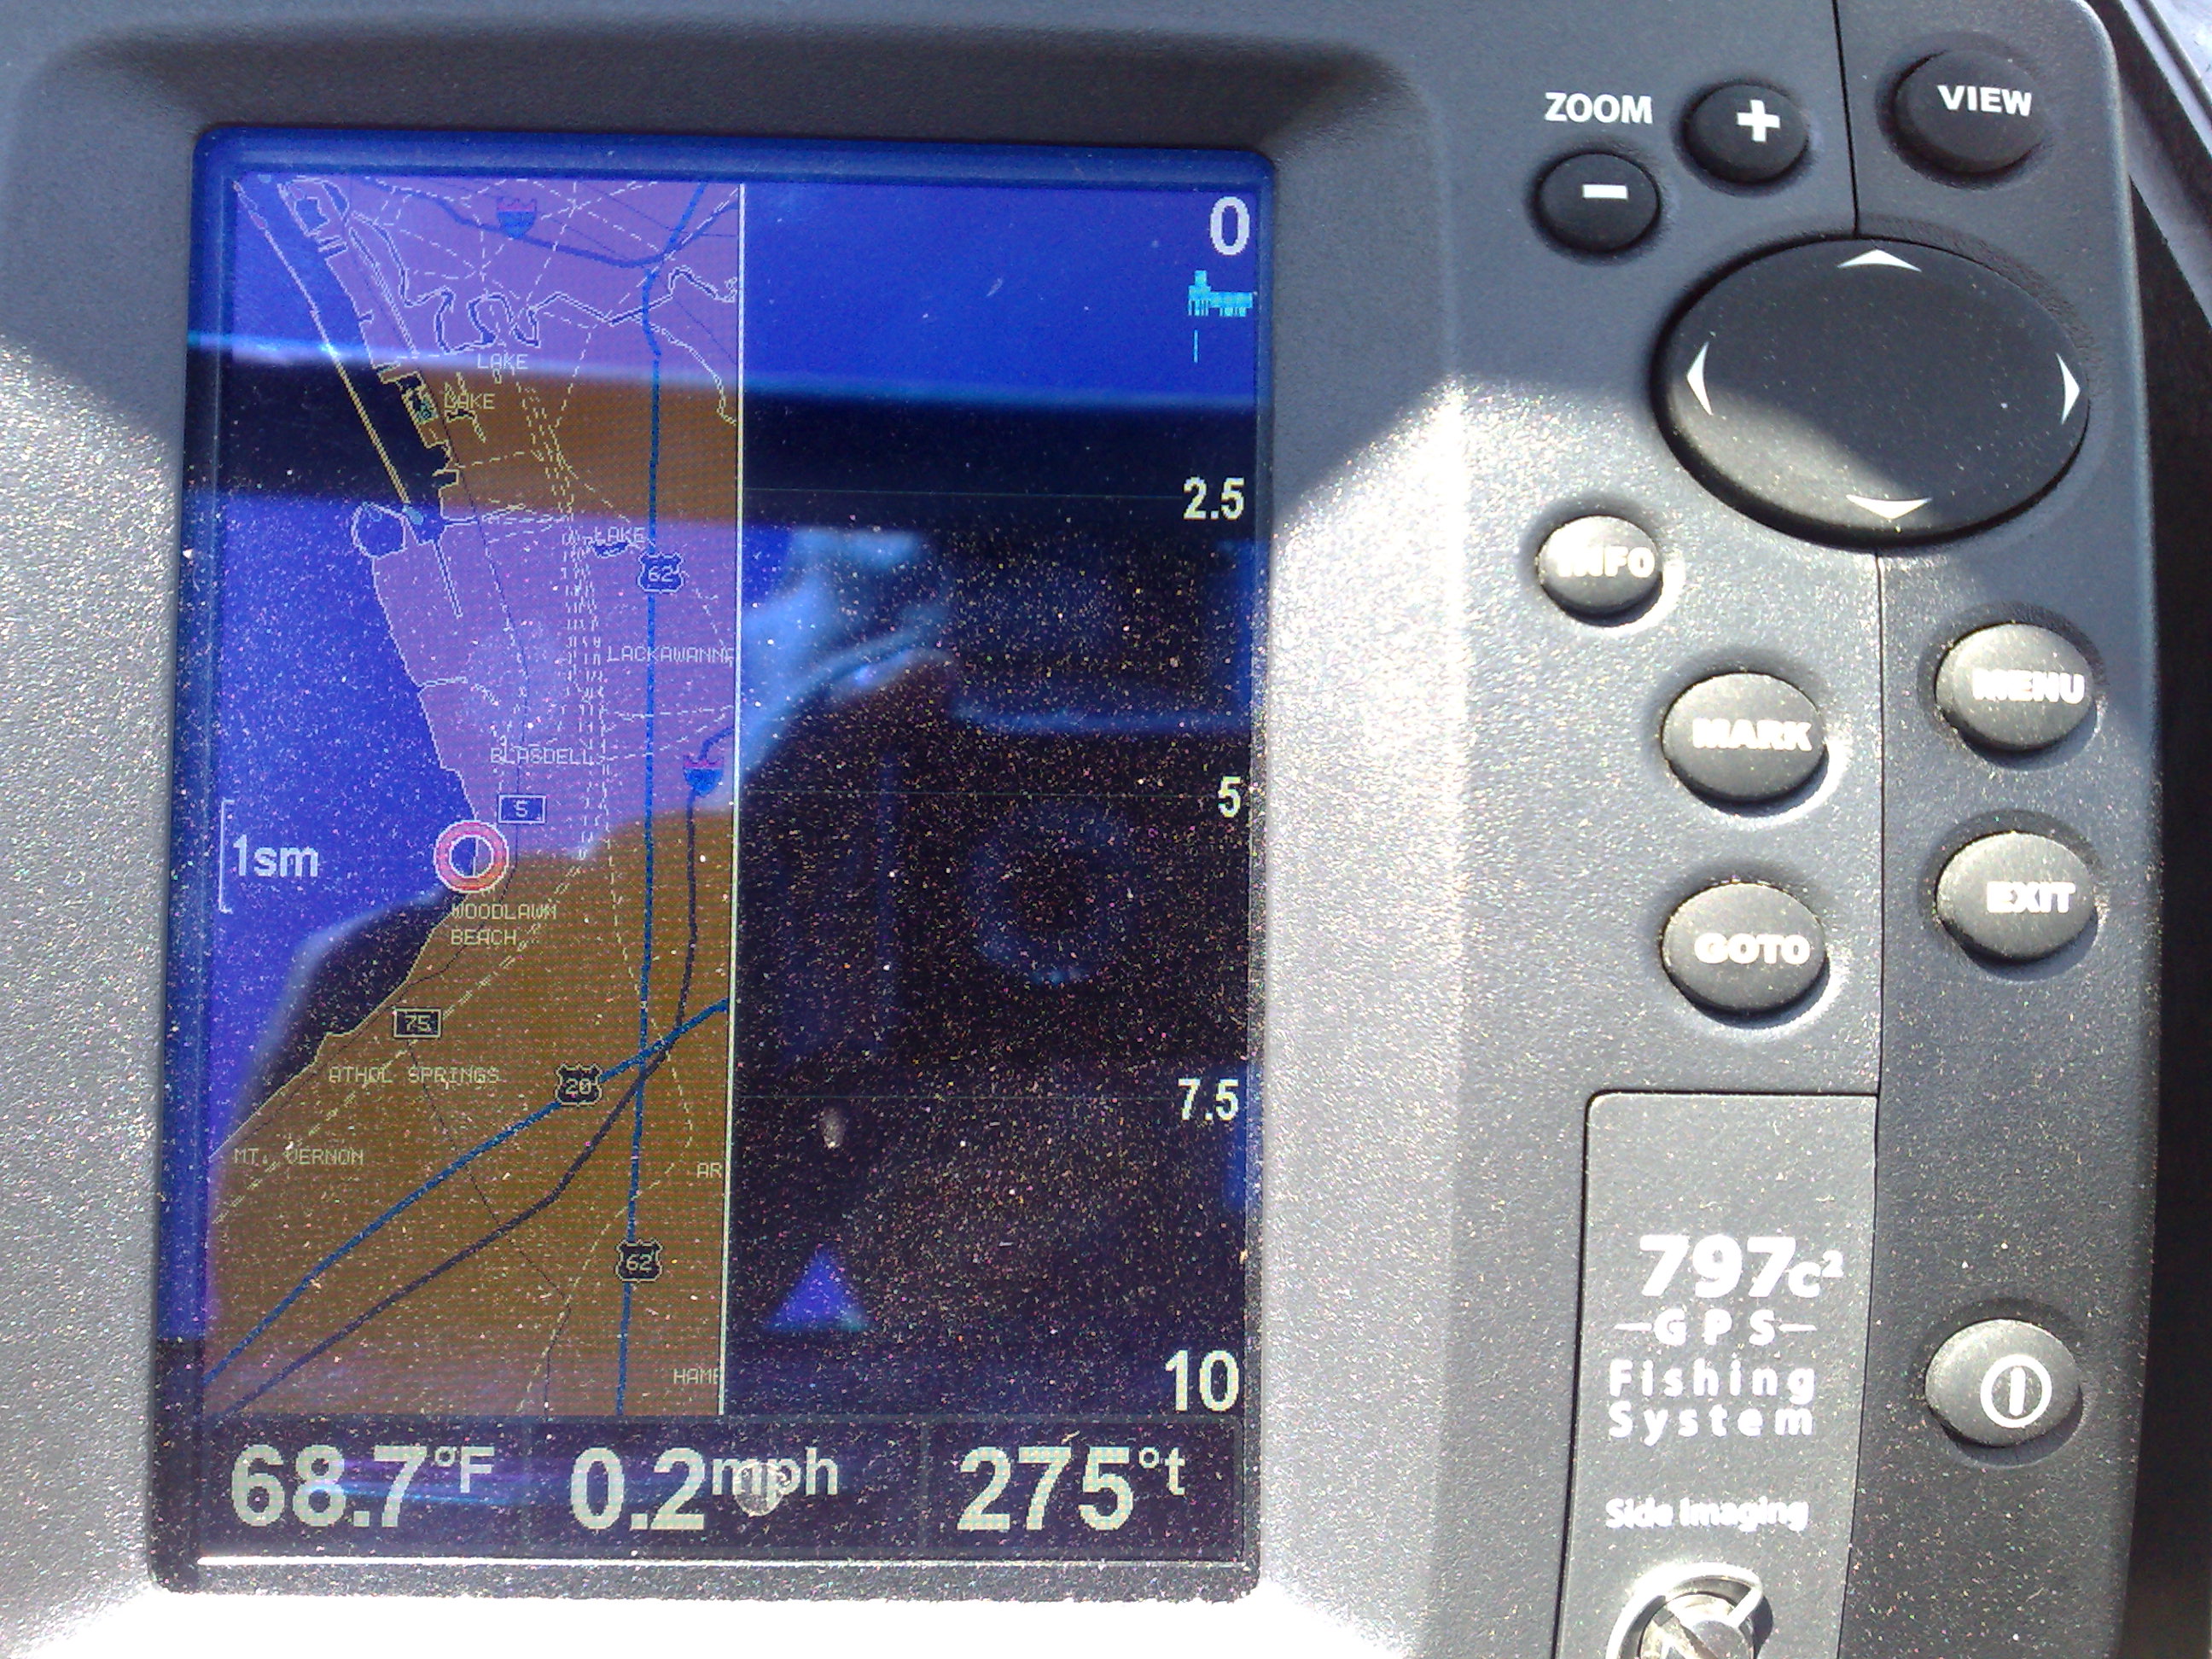 ZOOM
+
VIEW
-
0
LAKE
LAKE
2.5
LAKE
62
INFO
LACKAWANNA
MENU
MARK
BLASDELL
5
5
1sm
EXIT
WOODLAWN
BEACH
GOTO
75
ATHOL SPRINGS
20
7.5
MT. VERNON
AR
62
797c²
GPS
Fishing
System
HAMB
10
68.7°F
0.2mph
275°t
Side Imaging